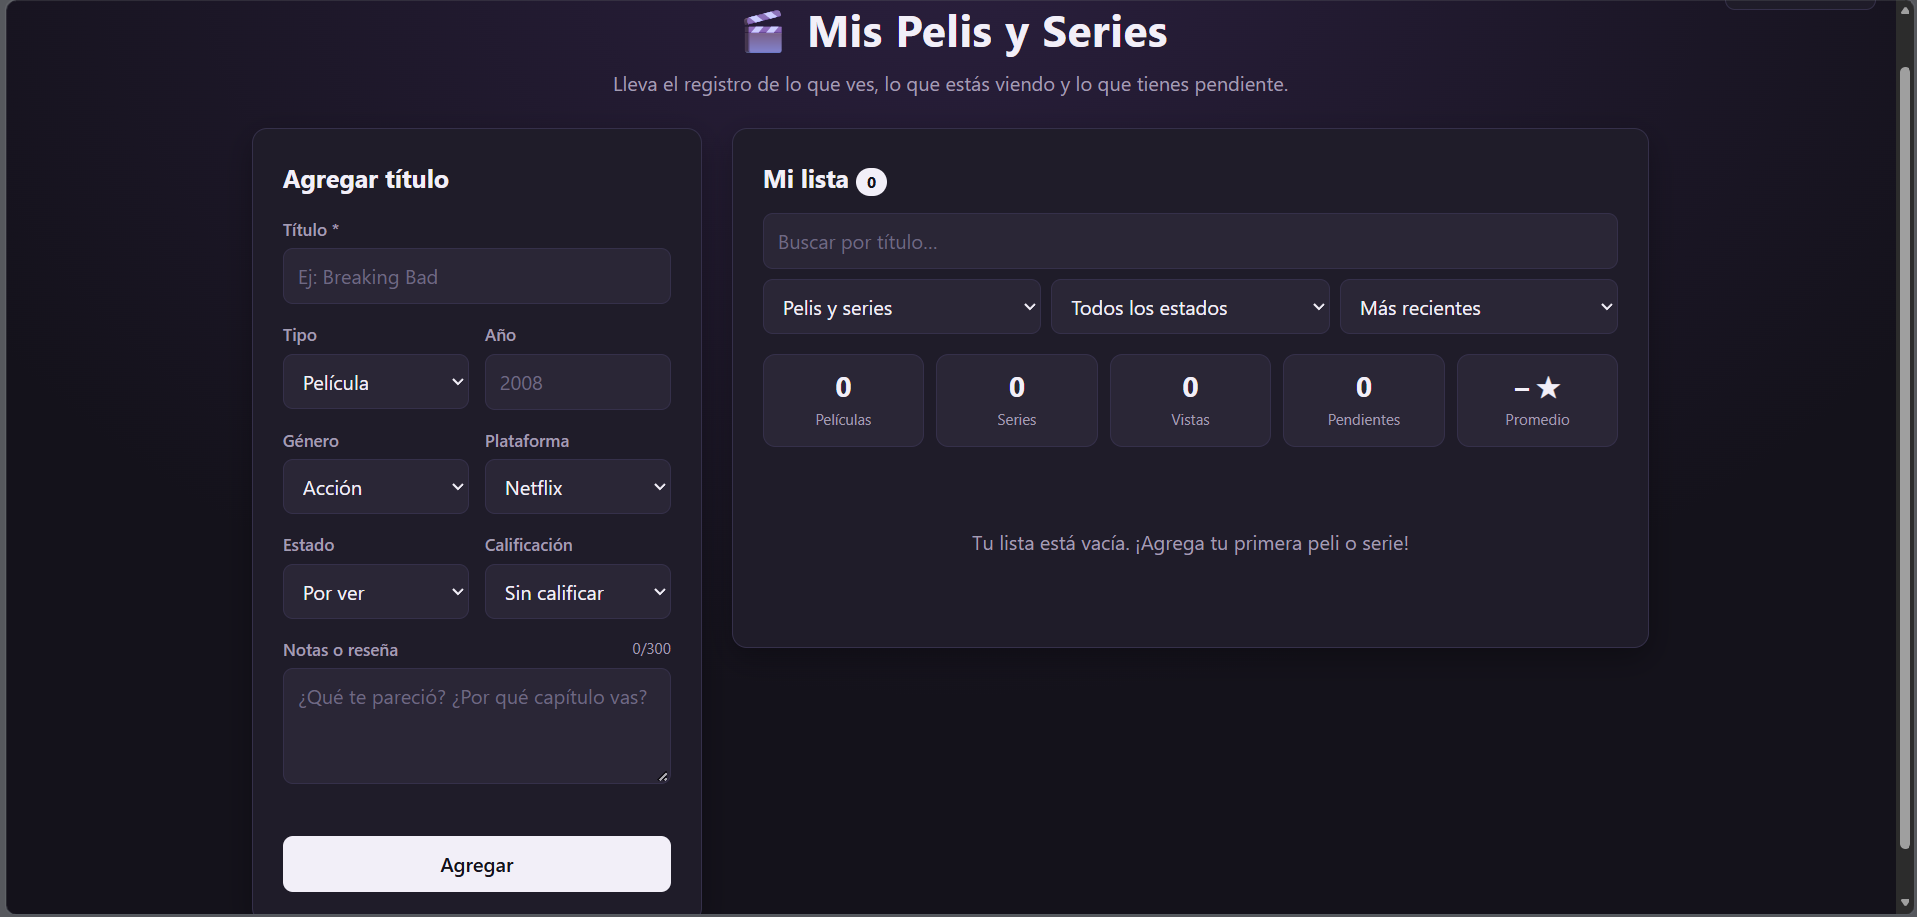 Mis Pelis y Series
Lleva el registro de lo que ves, lo que estás viendo y lo que tienes pendiente.
Agregar título
Título *
Ej: Breaking Bad
Tipo Año
Película 2008
Género Plataforma
Acción Netflix
Estado Calificación
Por ver Sin calificar
Notas o reseña 0/300
¿Qué te pareció? ¿Por qué capítulo vas?
Agregar
Mi lista 0
Buscar por título...
Pelis y series Todos los estados Más recientes
0 0 0 0 – ★
Películas Series Vistas Pendientes Promedio
Tu lista está vacía. ¡Agrega tu primera peli o serie!